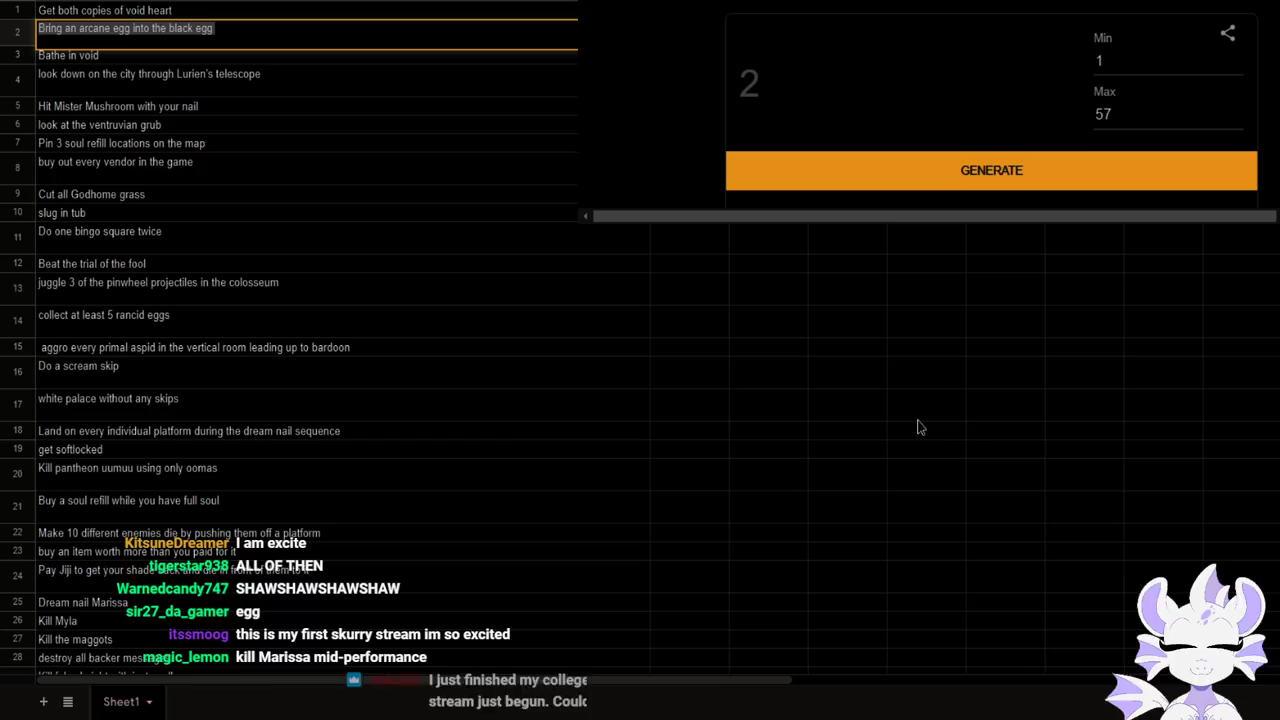 1 Get both copies of void heart
2 Bring an arcane egg into the black egg
3 Bathe in void
4 look down on the city through Lurien's telescope
5 Hit Mister Mushroom with your nail
6 look at the ventruvian grub
7 Pin 3 soul refill locations on the map
8 buy out every vendor in the game
9 Cut all Godhome grass
10 slug in tub
11 Do one bingo square twice
12 Beat the trial of the fool
13 juggle 3 of the pinwheel projectiles in the colosseum
14 collect at least 5 rancid eggs
15 aggro every primal aspid in the vertical room leading up to bardoon
16 Do a scream skip
17 white palace without any skips
18 Land on every individual platform during the dream nail sequence
19 get softlocked
20 Kill pantheon uumuu using only oomas
21 Buy a soul refill while you have full soul
22 Make 10 different enemies die by pushing them off a platform
23 buy an item worth more than you paid for it
24 Pay Jiji to get your shade back and die in front of them to it
25 Dream nail Marissa
26 Kill Myla
27 Kill the maggots
28 destroy all backer
Min
1
Max
57
2
GENERATE
KitsuneDreamer I am excite
tigerstar938 ALL OF THEN
Warnedcandy747 SHAWSHAWSHAWSHAW
sir27_da_gamer egg
itssmoog this is my first skurry stream im so excited
magic_lemon kill Marissa mid-performance
I just finished my college
stream just begun. Could
Sheet1